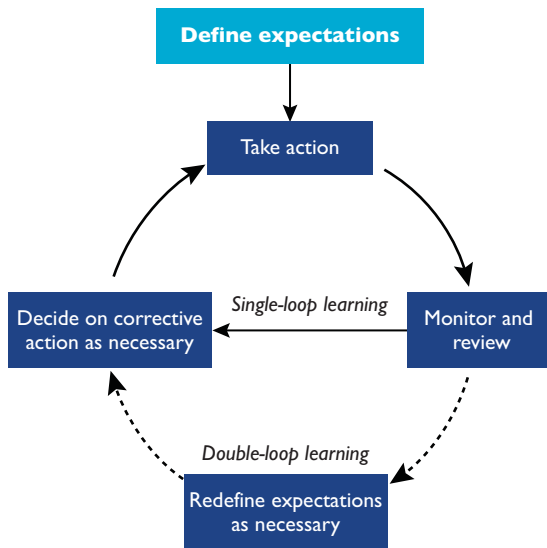 Define expectations
Take action
Single-loop learning
Decide on corrective
action as necessary
Monitor and
review
Double-loop learning
Redefine expectations
as necessary